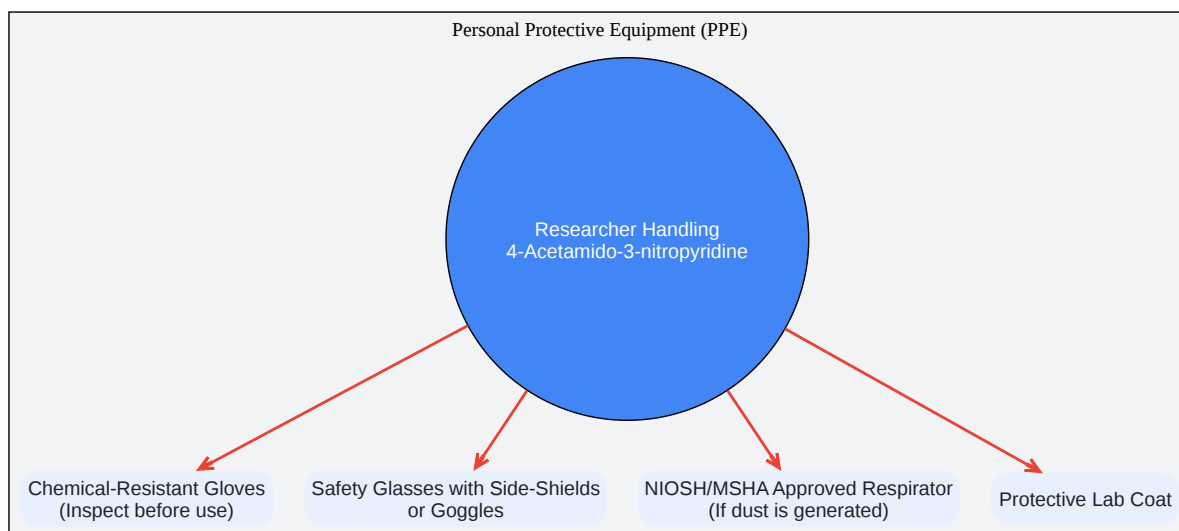 Personal Protective Equipment (PPE)
Researcher Handling
4-Acetamido-3-nitropyridine
Chemical-Resistant Gloves
(Inspect before use)
Safety Glasses with Side-Shields
or Goggles
NIOSH/MSHA Approved Respirator
(If dust is generated)
Protective Lab Coat